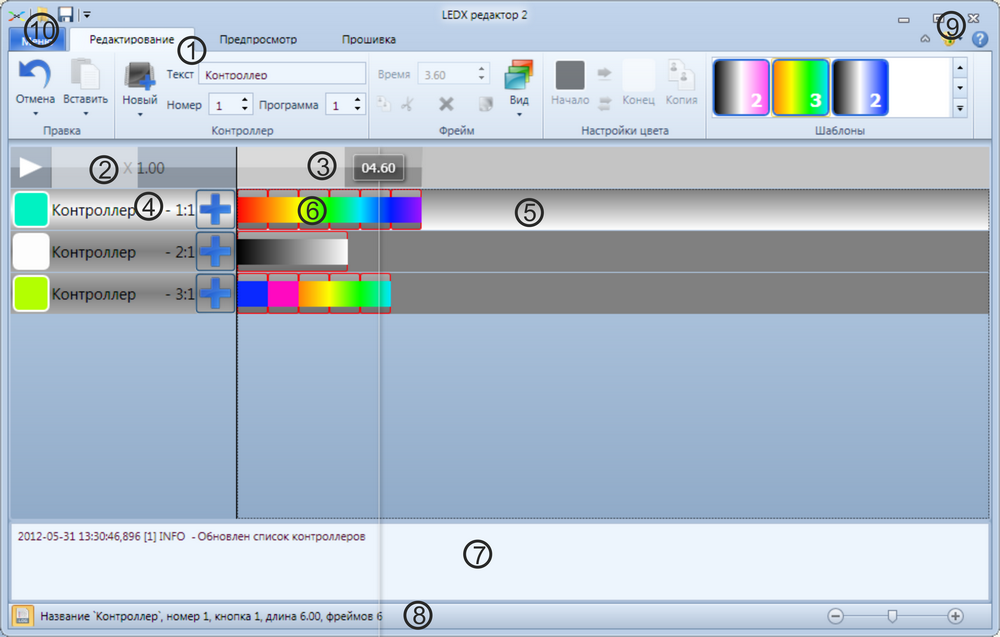 LEDX редактор 2
10
9
Меню
Редактирование
Предпросмотр
Прошивка
1
Текст
Контроллер
Время
3.60
Отмена
Вставить
Новый
Номер
1
Программа
1
Вид
Начало
Конец
Копия
2
3
2
Правка
Контроллер
Фрейм
Настройки цвета
Шаблоны
2
X 1.00
3
04.60
Контроллер
4
- 1:1
6
5
Контроллер - 2:1
Контроллер - 3:1
2012-05-31 13:30:46,896 [1] INFO - Обновлен список контроллеров
7
Название `Контроллер`, номер 1, кнопка 1, длина 6.00, фреймов 6
8